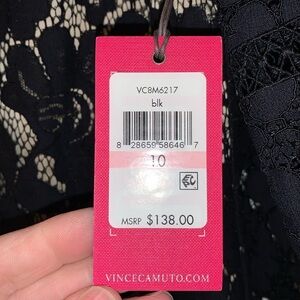 VC8M6217
blk
8 28659 58646 7
10
MSRP $138.00
VINCECAMUTO.COM